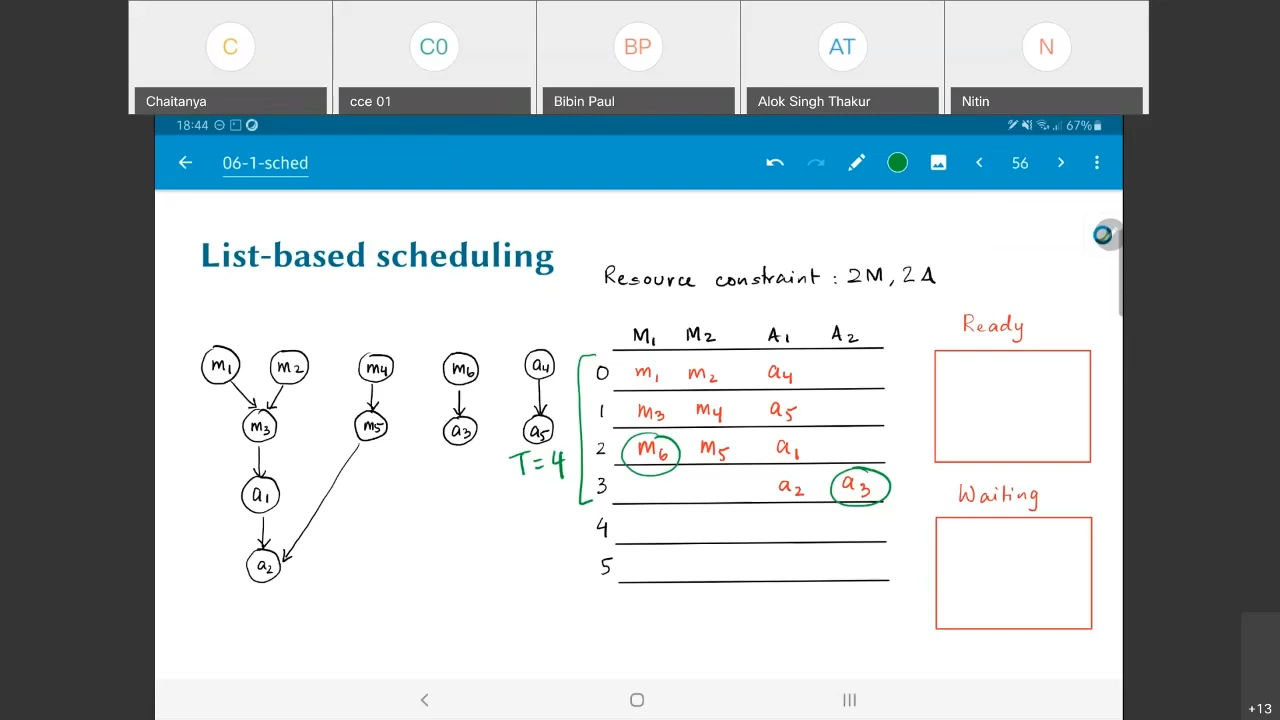 C C0 BP AT N
Chaitanya cce 01 Bibin Paul Alok Singh Thakur Nitin
18:44 67%
06-1-sched 56
List-based scheduling
Resource constraint : 2M, 2A
M1 M2 A1 A2
0 m1 m2 a4
1 m3 m4 a5
2 m6 m5 a1
3 a2 a3
4
5
T=4
m1 m2 m4 m6 a4
m3 m5 a3 a5
a1
a2
Ready
Waiting
+13